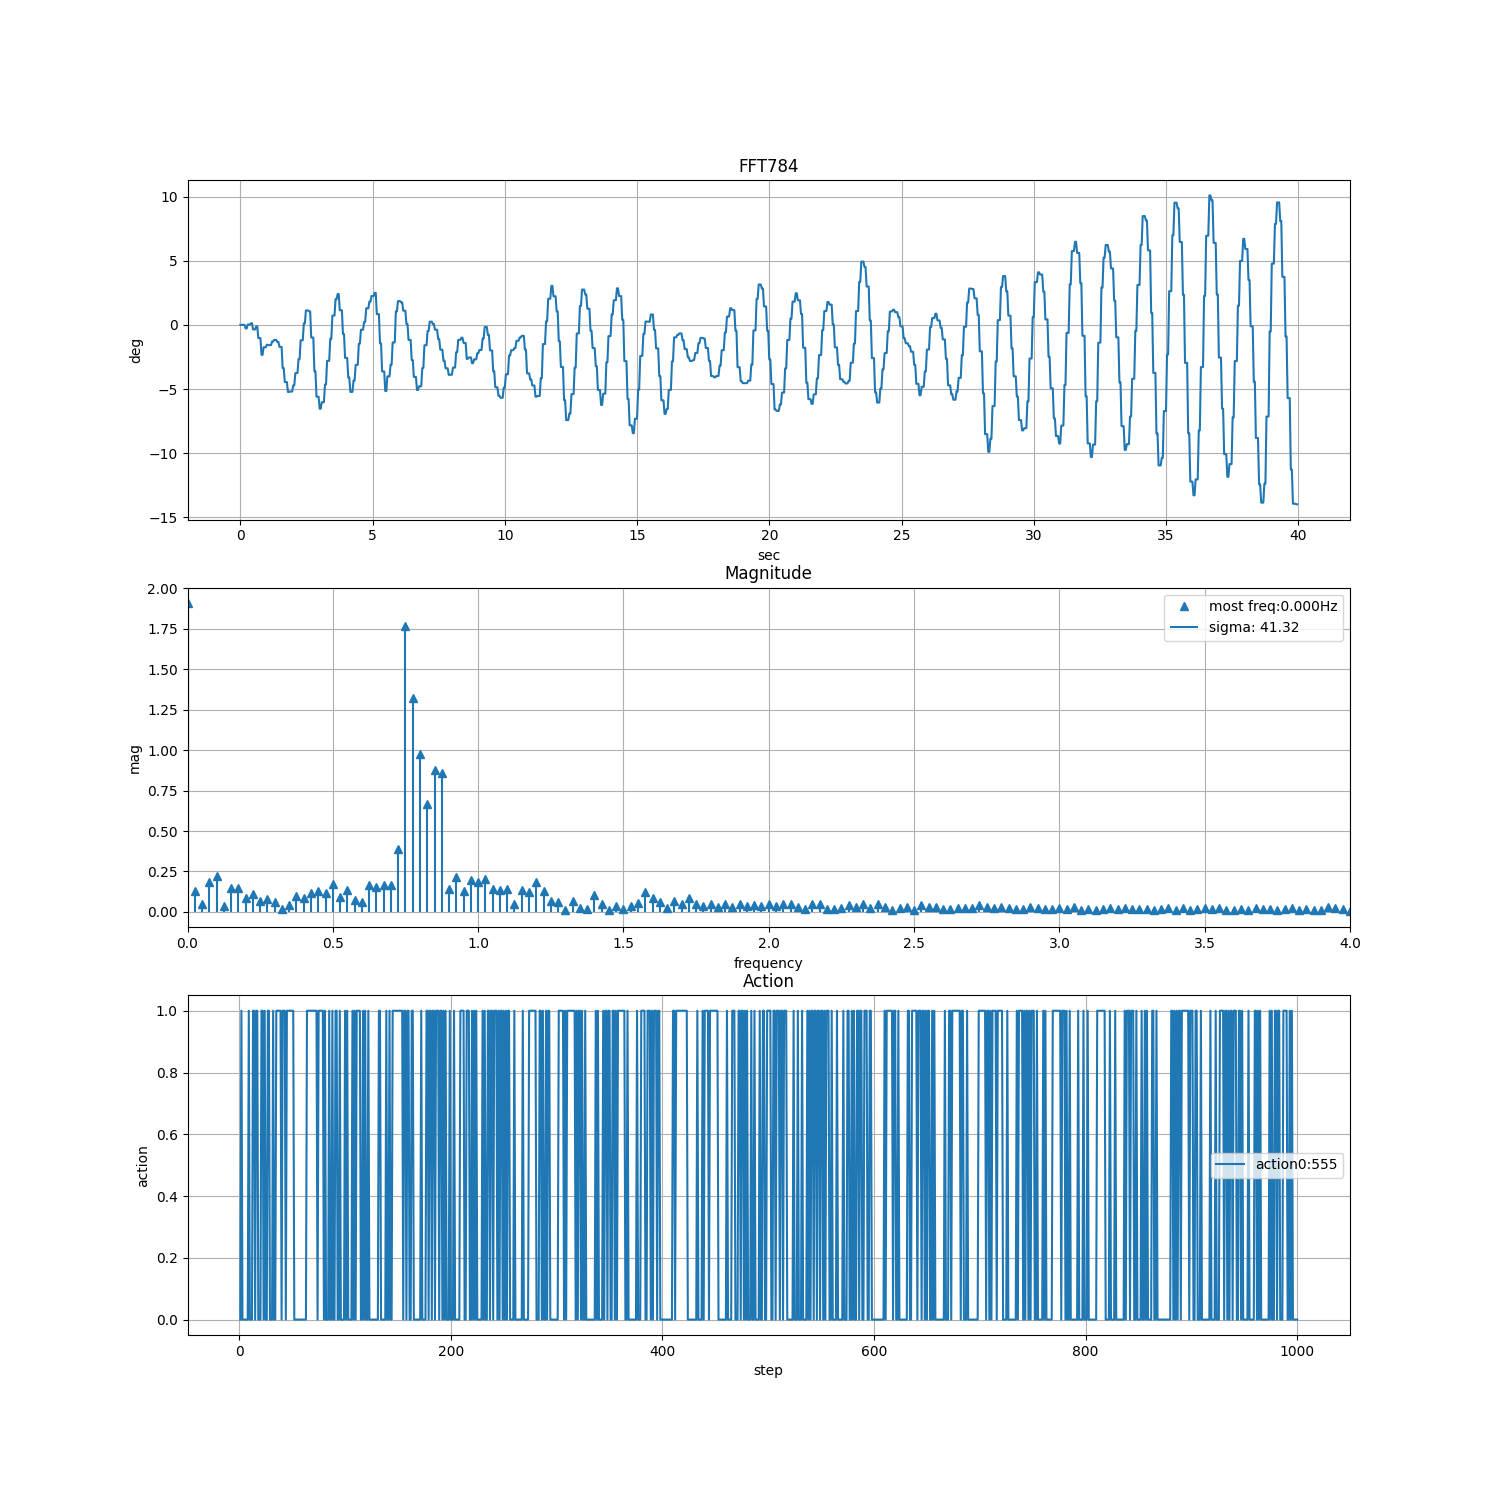 FFT784
10
5
0
−5
−10
−15
deg
0 5 10 15 20 25 30 35 40
sec
Magnitude
2.00
1.75
1.50
1.25
1.00
0.75
0.50
0.25
0.00
mag
most freq:0.000Hz
sigma: 41.32
0.0 0.5 1.0 1.5 2.0 2.5 3.0 3.5 4.0
frequency
Action
1.0
0.8
0.6
0.4
0.2
0.0
action
action0:555
0 200 400 600 800 1000
step